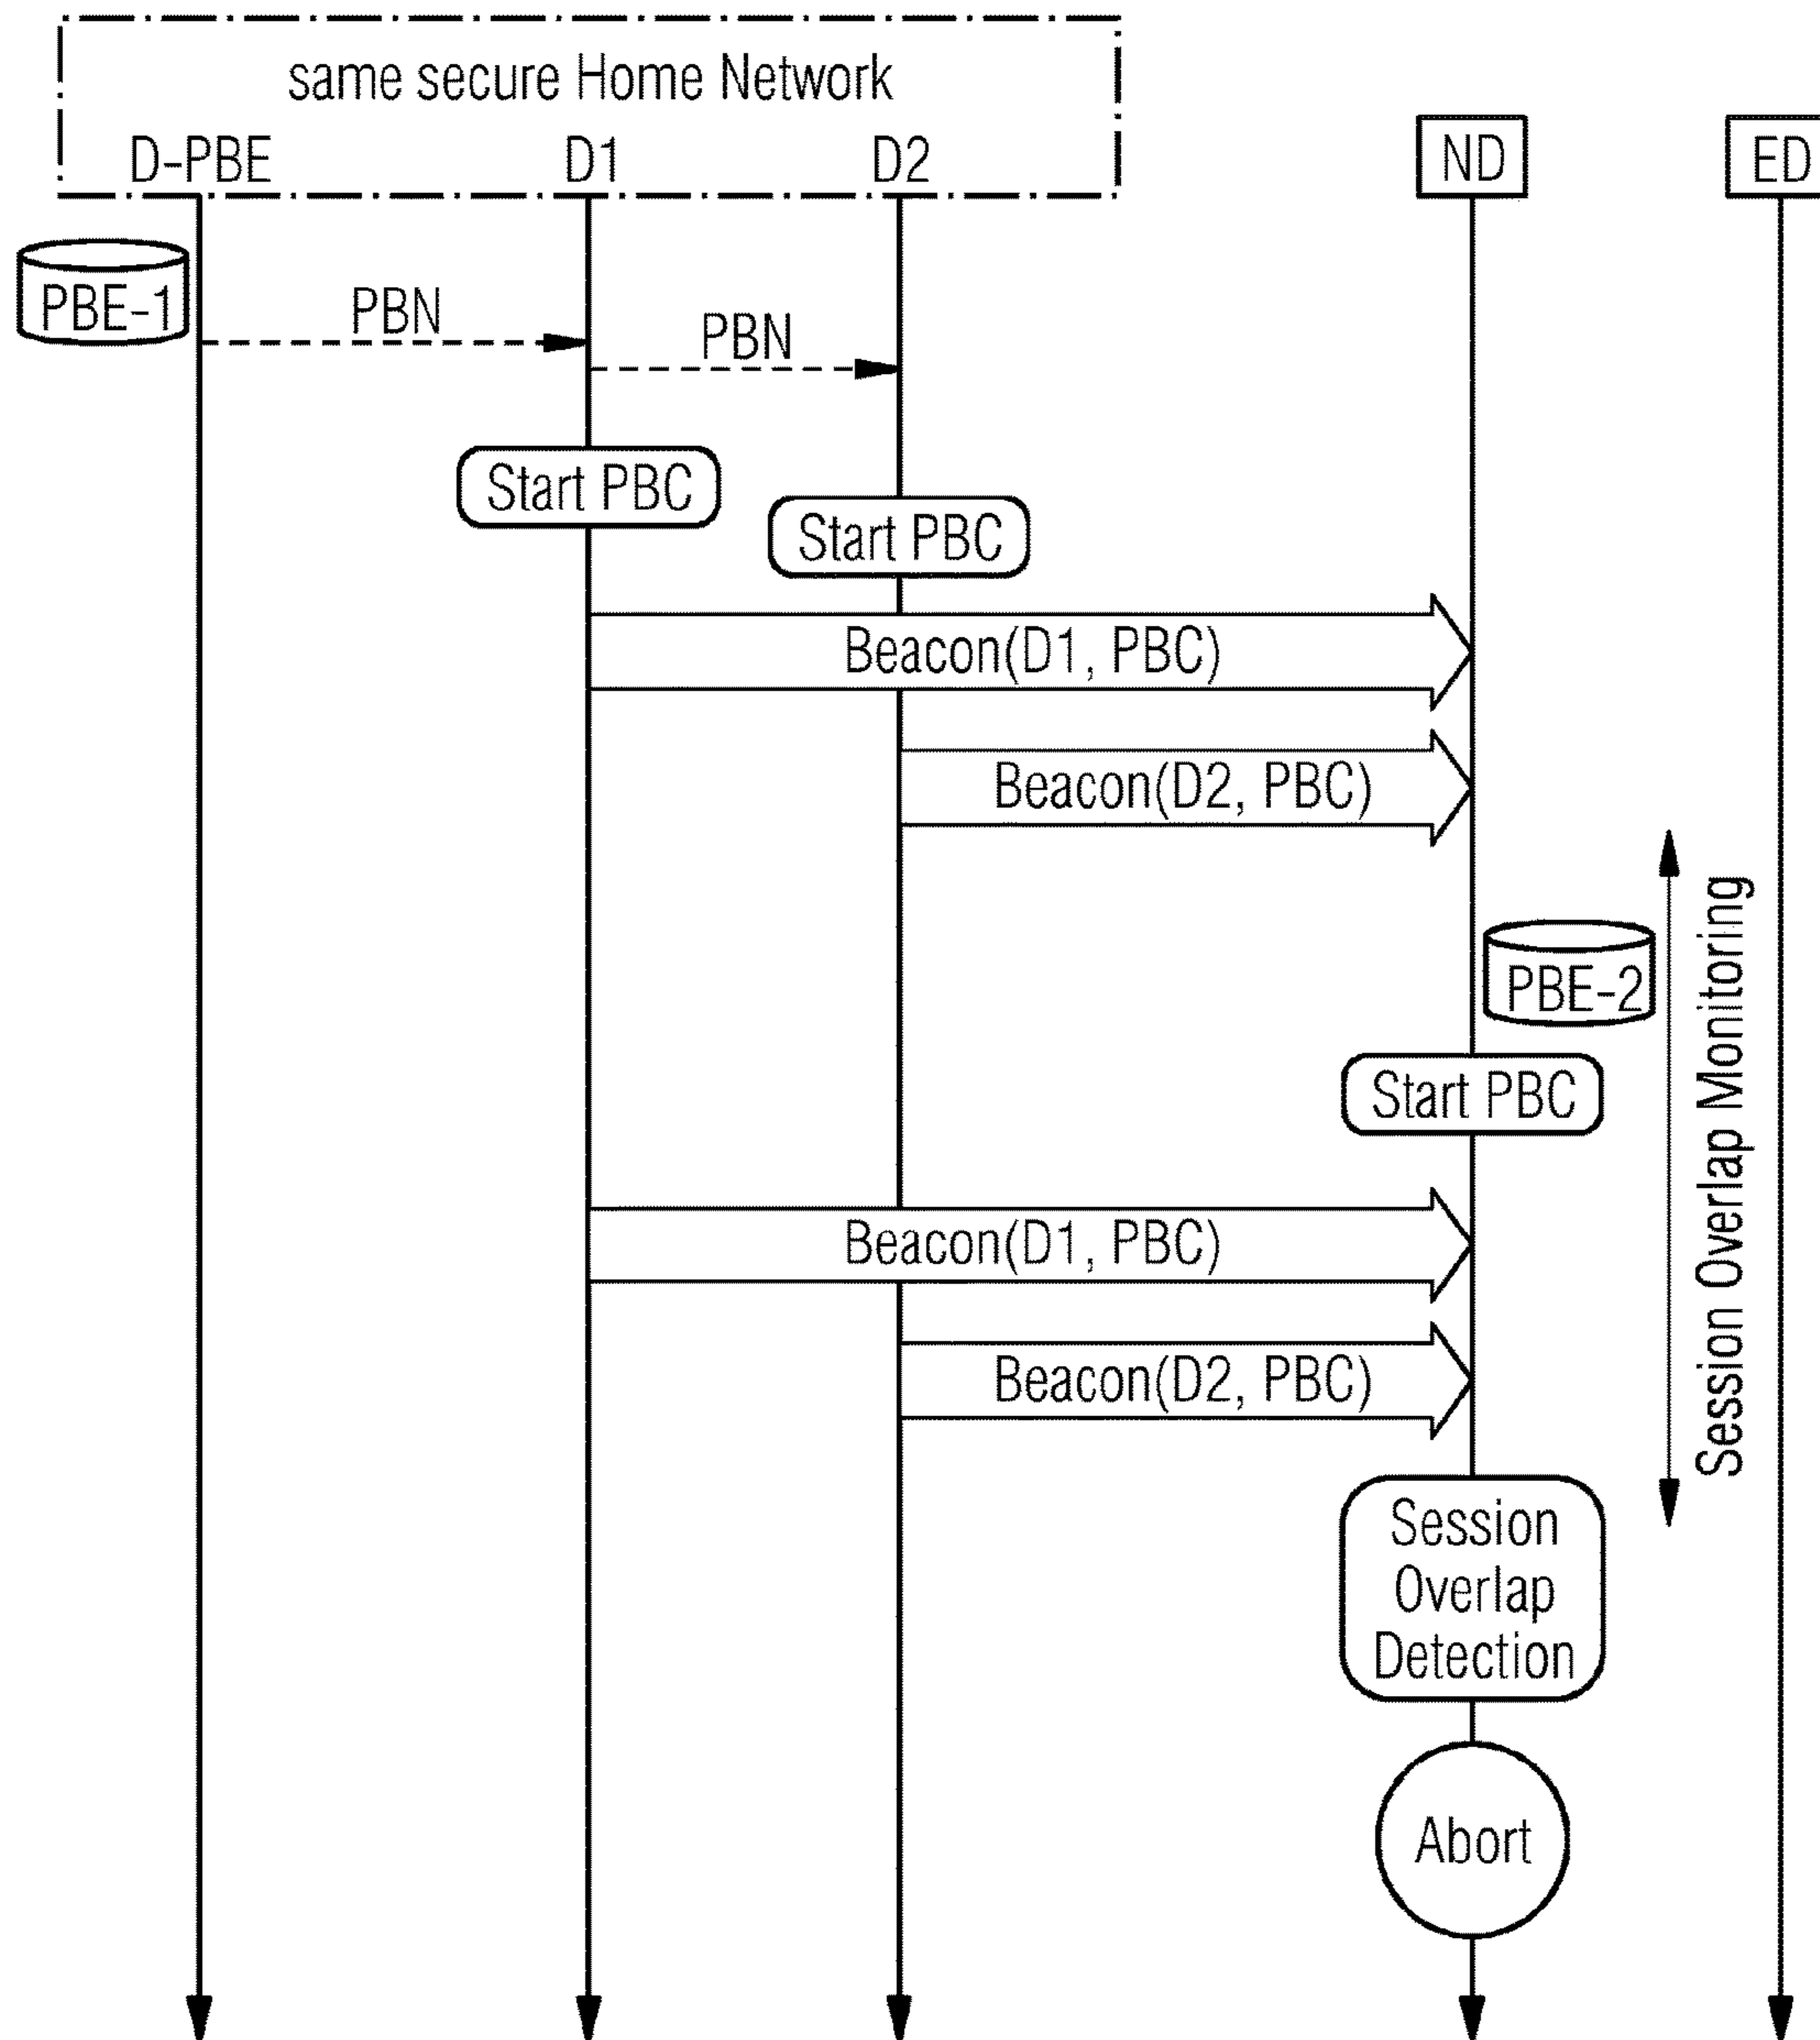 same secure Home Network
D-PBE
D1
D2
ND
ED
PBE-1
PBN
PBN
Start PBC
Start PBC
Beacon(D1, PBC)
Beacon(D2, PBC)
PBE-2
Session Overlap Monitoring
Start PBC
Beacon(D1, PBC)
Beacon(D2, PBC)
Session
Overlap
Detection
Abort